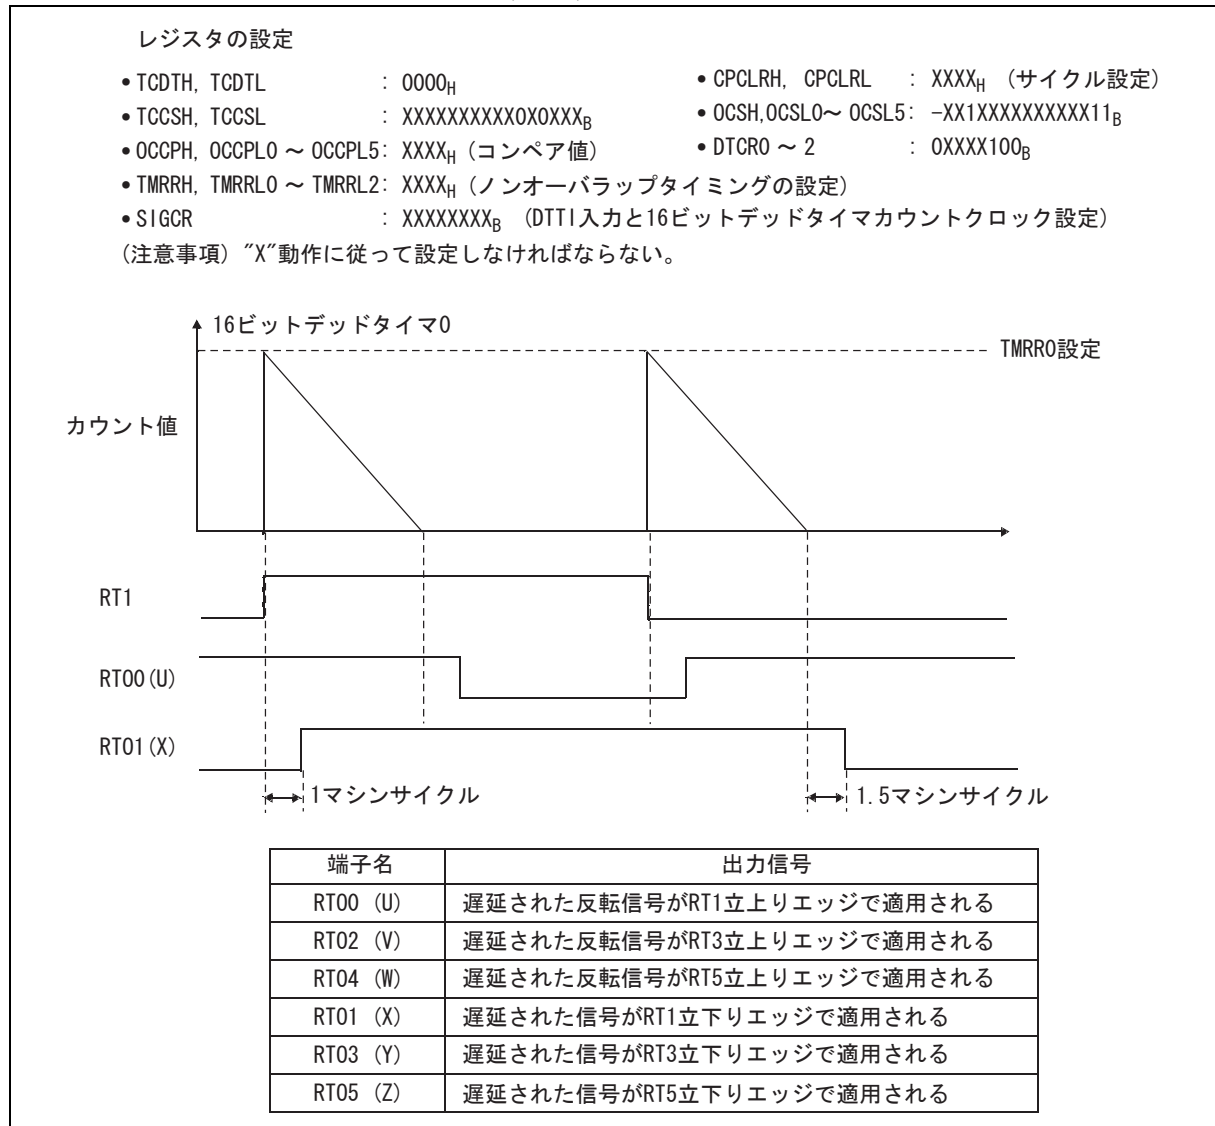 レジスタの設定
• TCDTH, TCDTL : 0000H • CPCLRH, CPCLRL : XXXXH (サイクル設定)
• TCCSH, TCCSL : XXXXXXXXXX0X0XXXB • OCSH,OCSL0～ OCSL5: -XX1XXXXXXXXXX11B
• OCCPH, OCCPL0 ～ OCCPL5: XXXXH (コンペア値) • DTCR0 ～ 2 : 0XXXX100B
• TMRRH, TMRRL0 ～ TMRRL2: XXXXH (ノンオーバラップタイミングの設定)
• SIGCR : XXXXXXXXB (DTTI入力と16ビットデッドタイマカウントクロック設定)
(注意事項) "X"動作に従って設定しなければならない。
16ビットデッドタイマ0
TMRR0設定
カウント値
RT1
RTO0(U)
RTO1(X)
1マシンサイクル 1.5マシンサイクル
端子名 出力信号
RTO0 (U) 遅延された反転信号がRT1立上りエッジで適用される
RTO2 (V) 遅延された反転信号がRT3立上りエッジで適用される
RTO4 (W) 遅延された反転信号がRT5立上りエッジで適用される
RTO1 (X) 遅延された信号がRT1立下りエッジで適用される
RTO3 (Y) 遅延された信号がRT3立下りエッジで適用される
RTO5 (Z) 遅延された信号がRT5立下りエッジで適用される